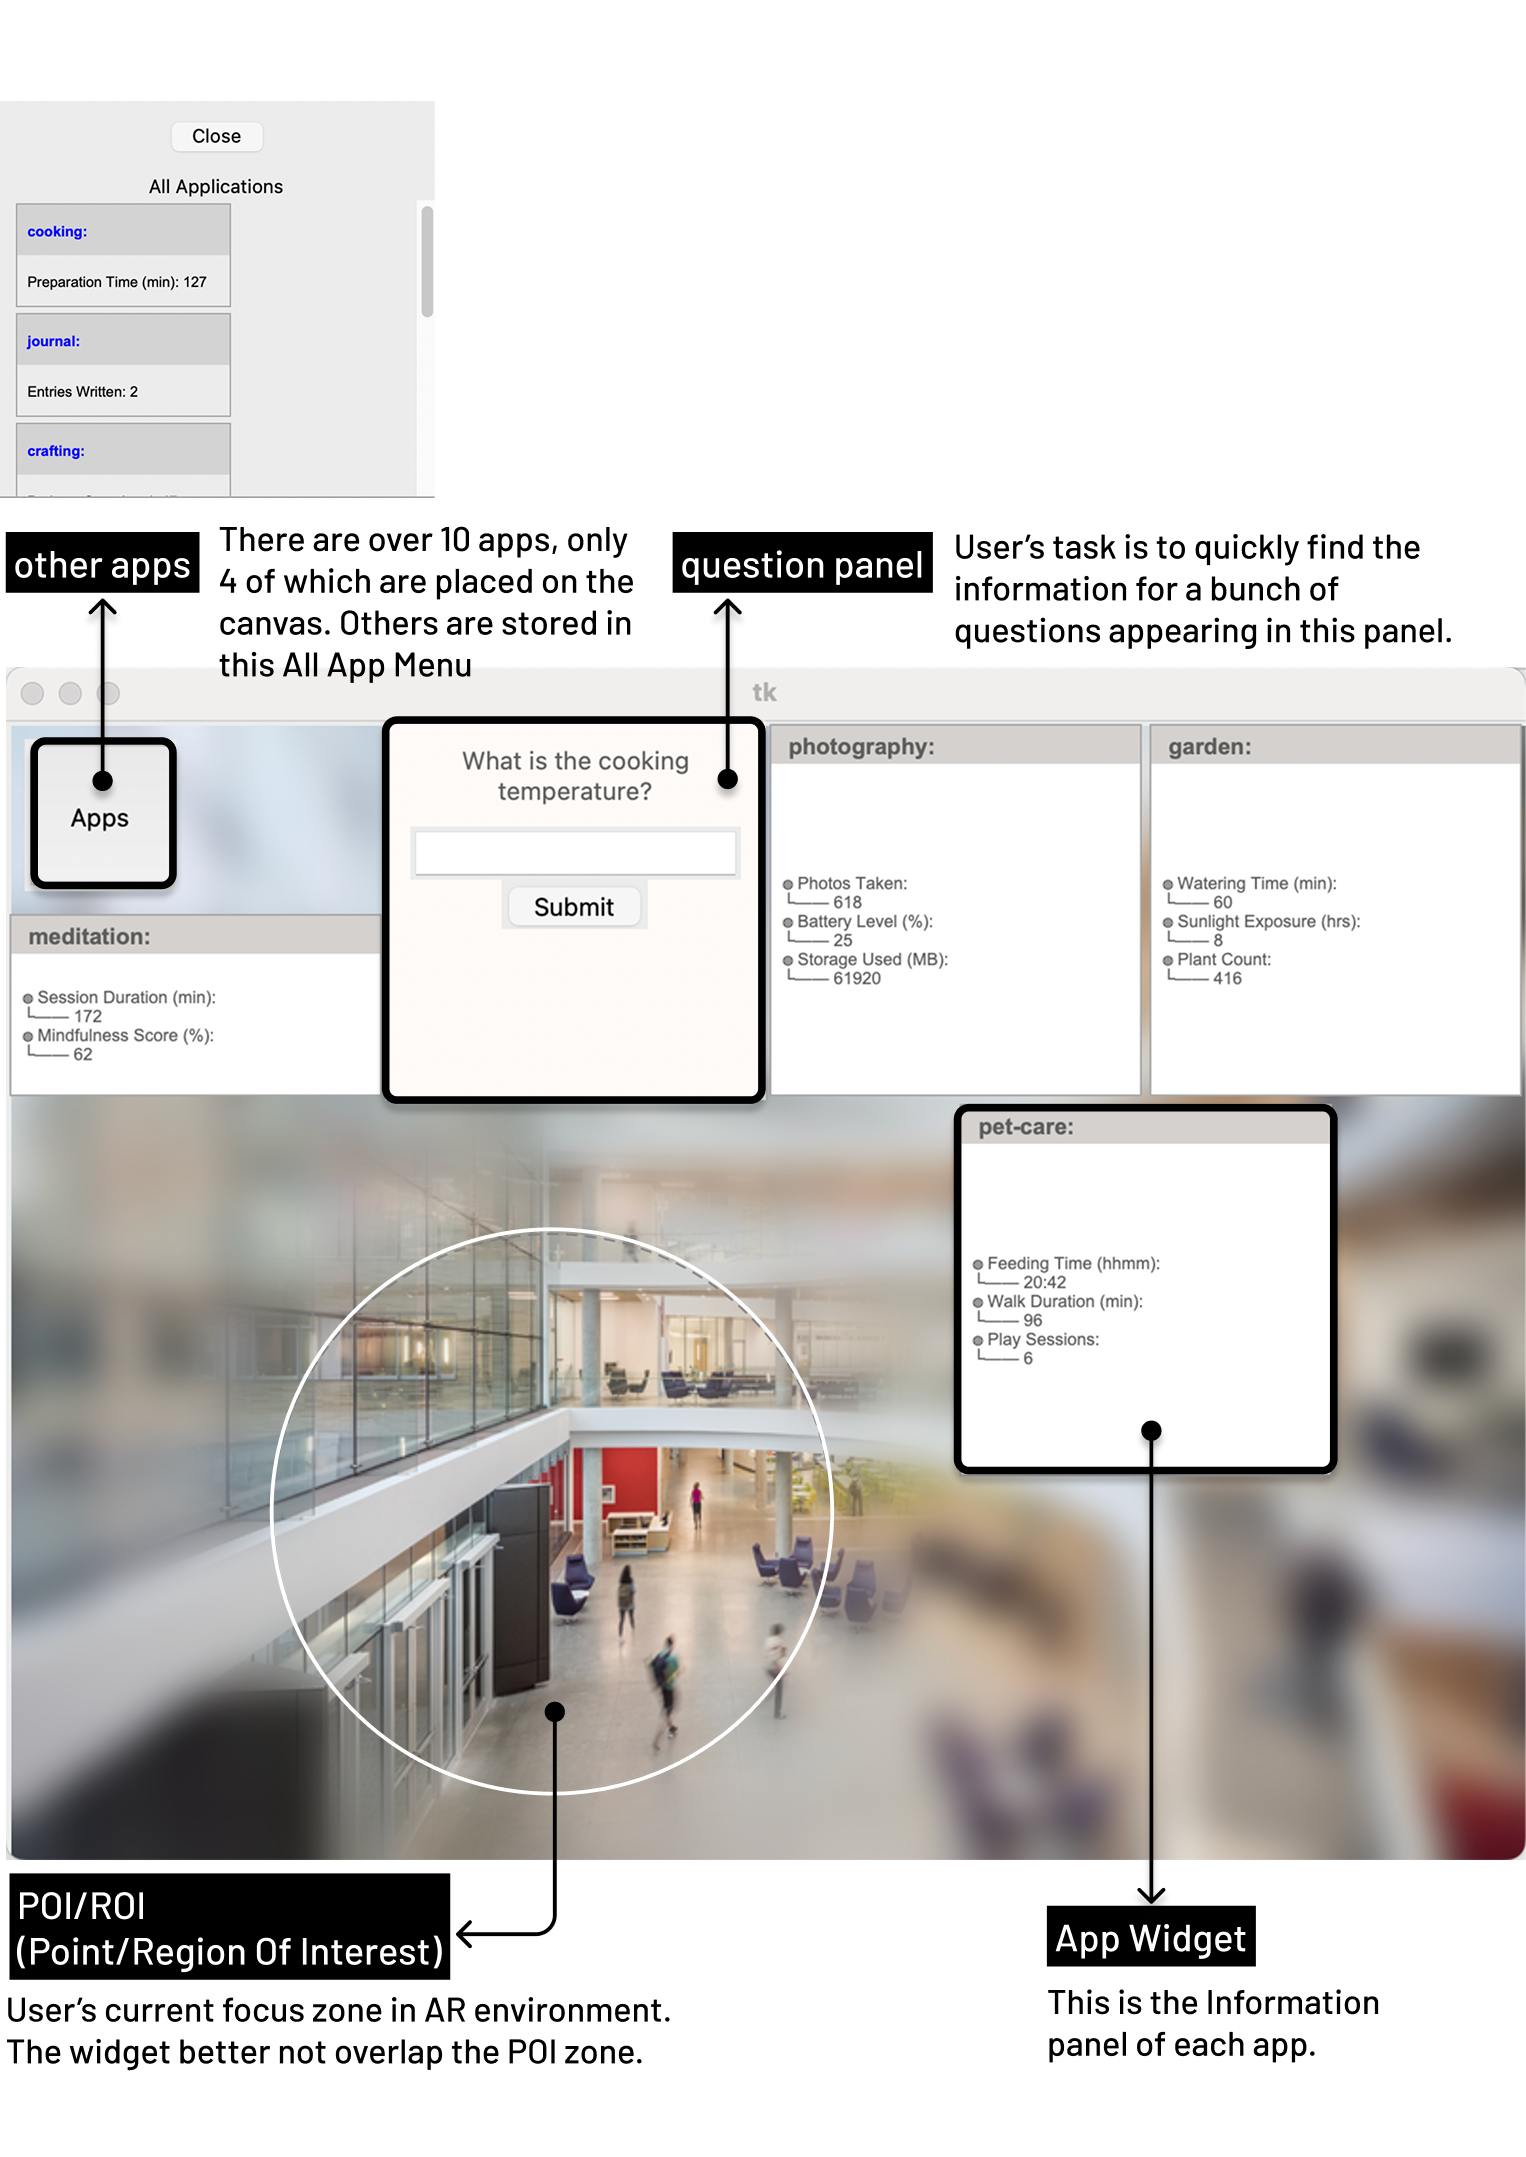 Close
All Applications
cooking:
Preparation Time (min): 127
journal:
Entries Written: 2
crafting:
other apps
There are over 10 apps, only
4 of which are placed on the
canvas. Others are stored in
this All App Menu
question panel
User's task is to quickly find the
information for a bunch of
questions appearing in this panel.
tk
Apps
What is the cooking
temperature?
Submit
photography:
Photos Taken:
618
Battery Level (%):
25
Storage Used (MB):
61920
garden:
Watering Time (min):
60
Sunlight Exposure (hrs):
8
Plant Count:
416
meditation:
Session Duration (min):
172
Mindfulness Score (%):
62
pet-care:
Feeding Time (hhmm):
20:42
Walk Duration (min):
96
Play Sessions:
6
POI/ROI
(Point/Region Of Interest)
User's current focus zone in AR environment.
The widget better not overlap the POI zone.
App Widget
This is the Information
panel of each app.